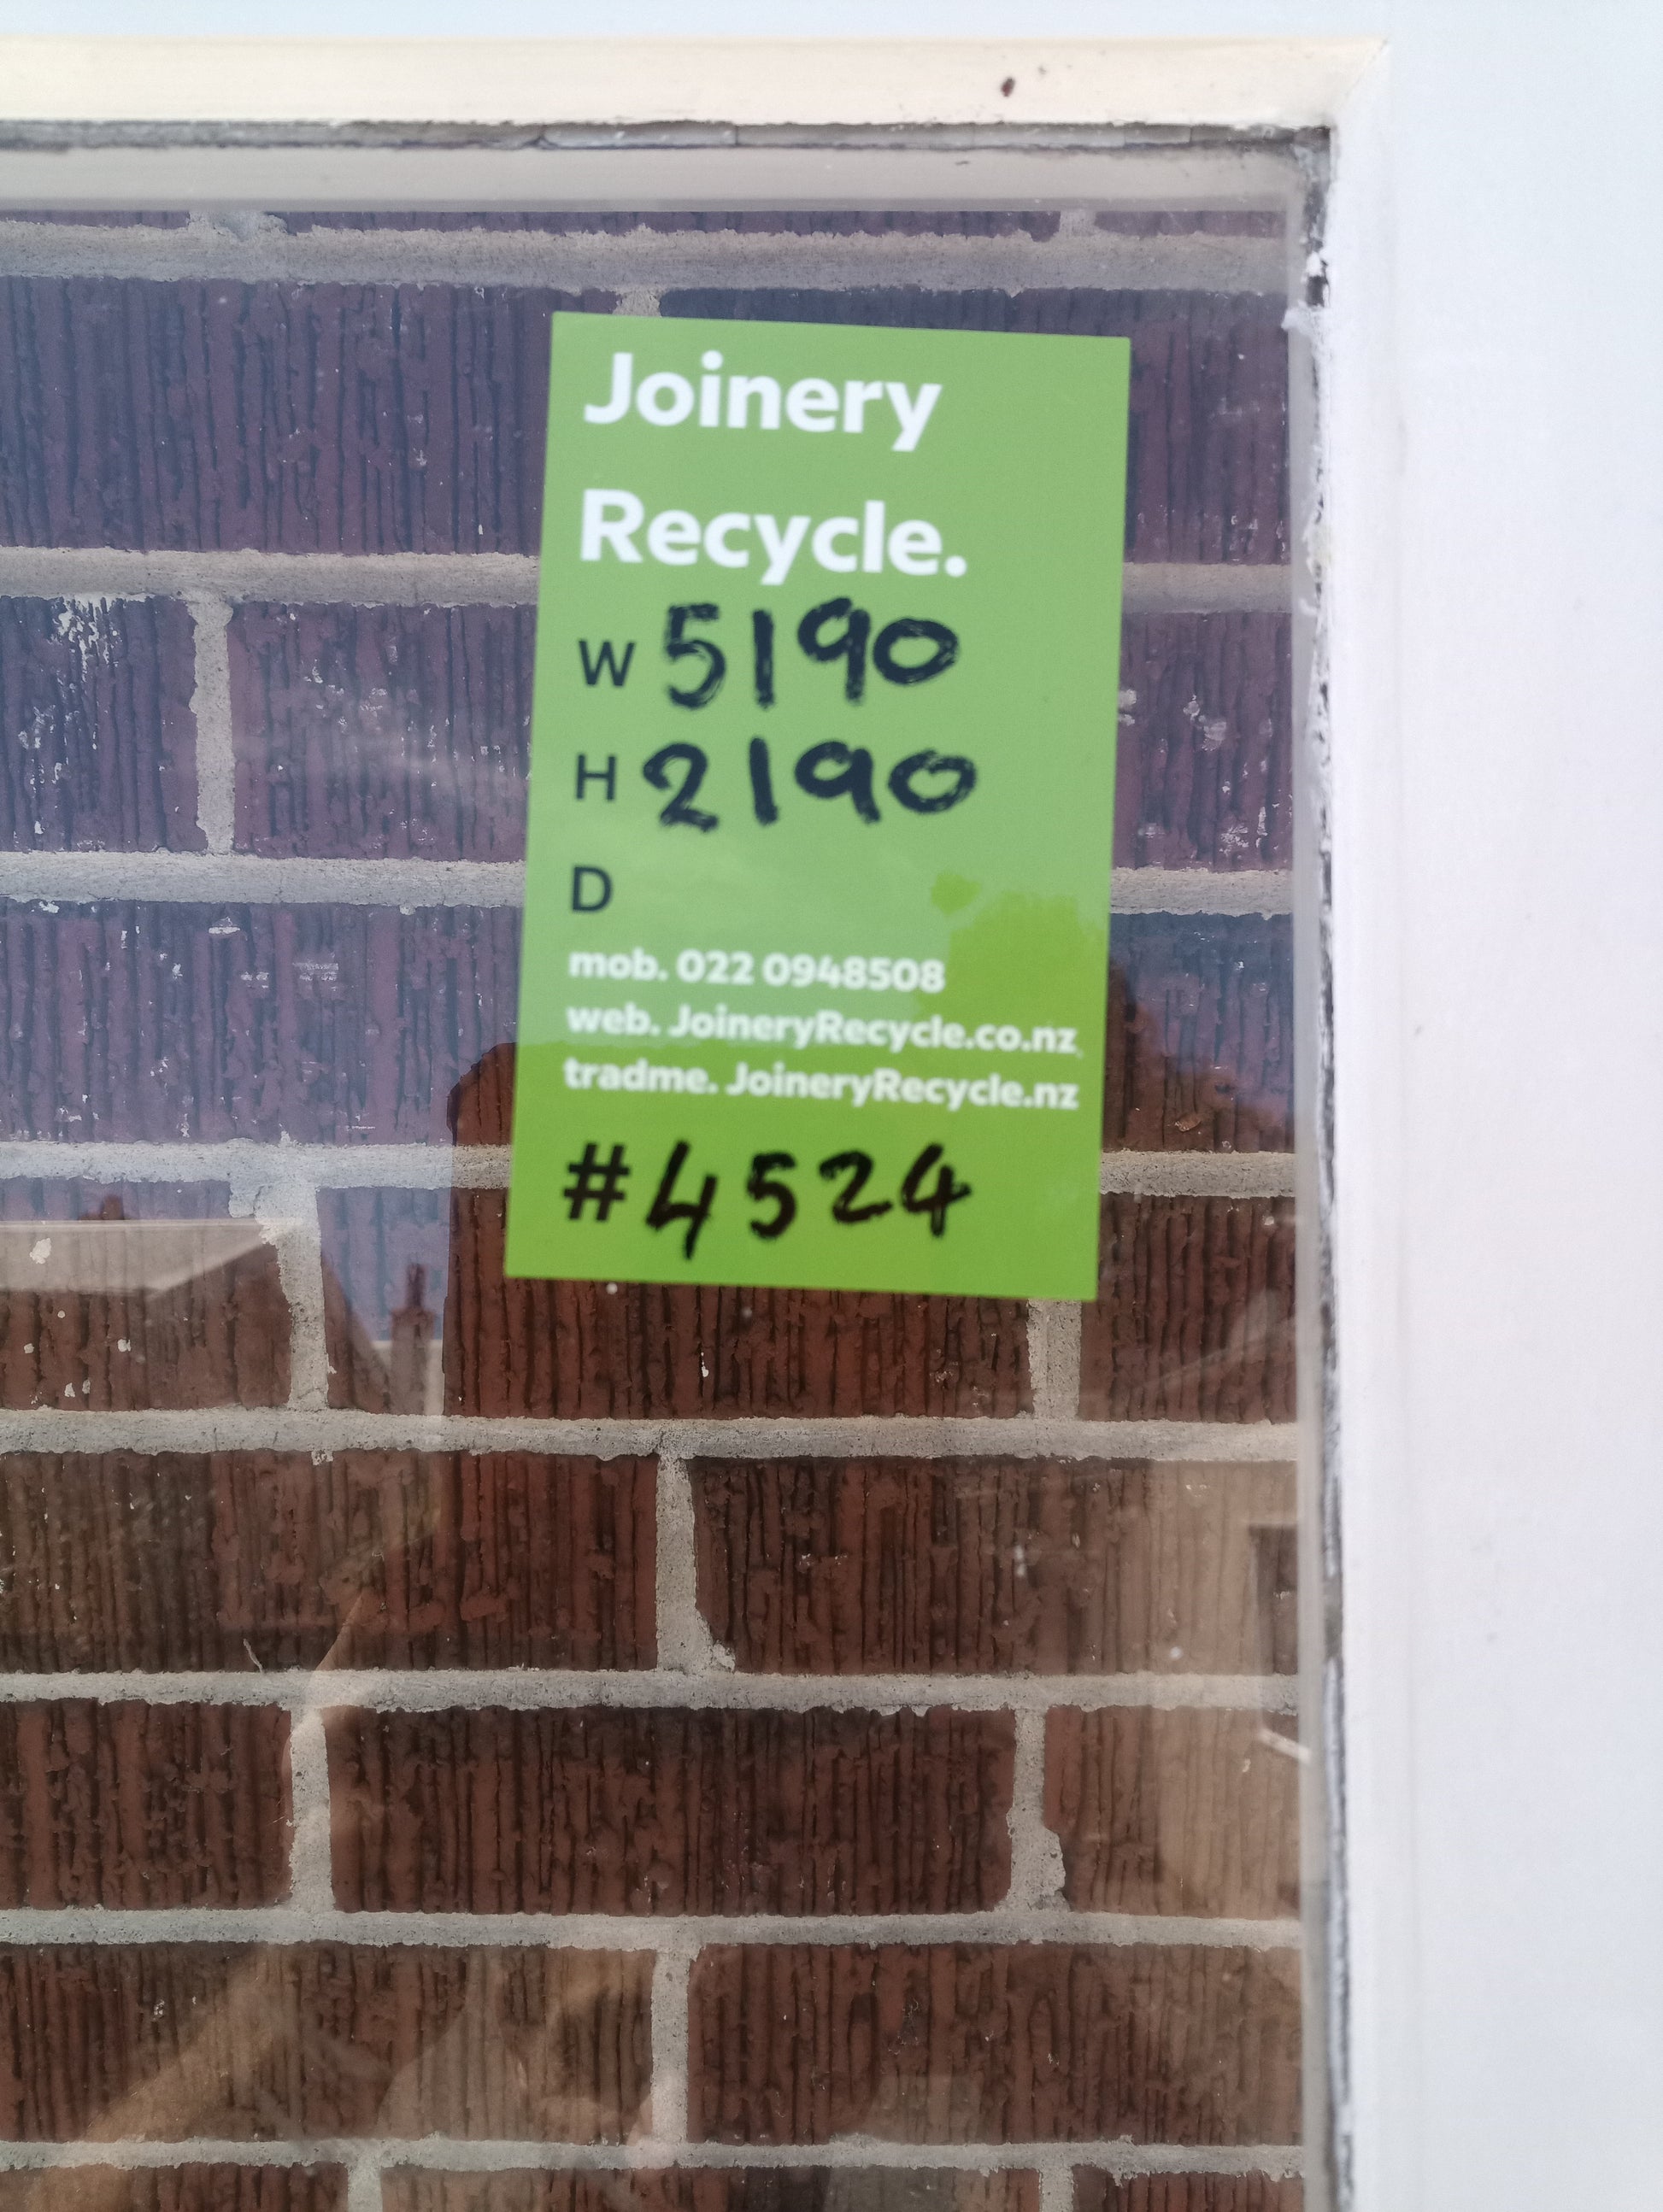 Joinery
Recycle.
W 5190
H 2190
D
mob. 022 0948508
web. JoineryRecycle.co.nz
tradme. JoineryRecycle.nz
#4524